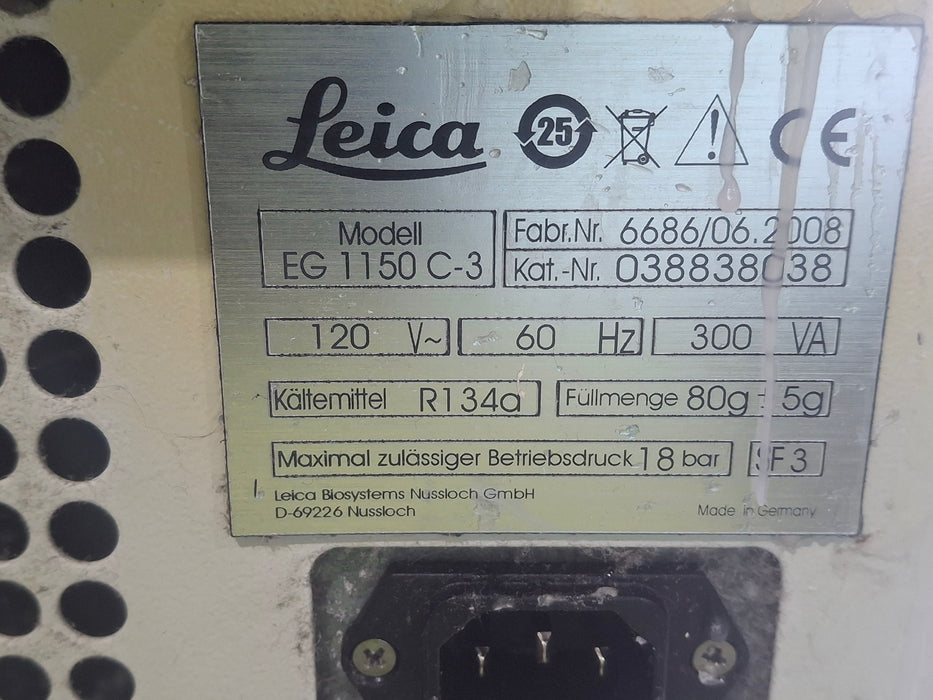 Leica 25 CE
Modell
EG 1150 C-3
Fabr.Nr. 6686/06.2008
Kat.-Nr. 038838038
120 V~ 60 Hz 300 VA
Kältemittel R134a Füllmenge 80g ± 5g
Maximal zulässiger Betriebsdruck 18 bar SF3
Leica Biosystems Nussloch GmbH
D-69226 Nussloch
Made in Germany